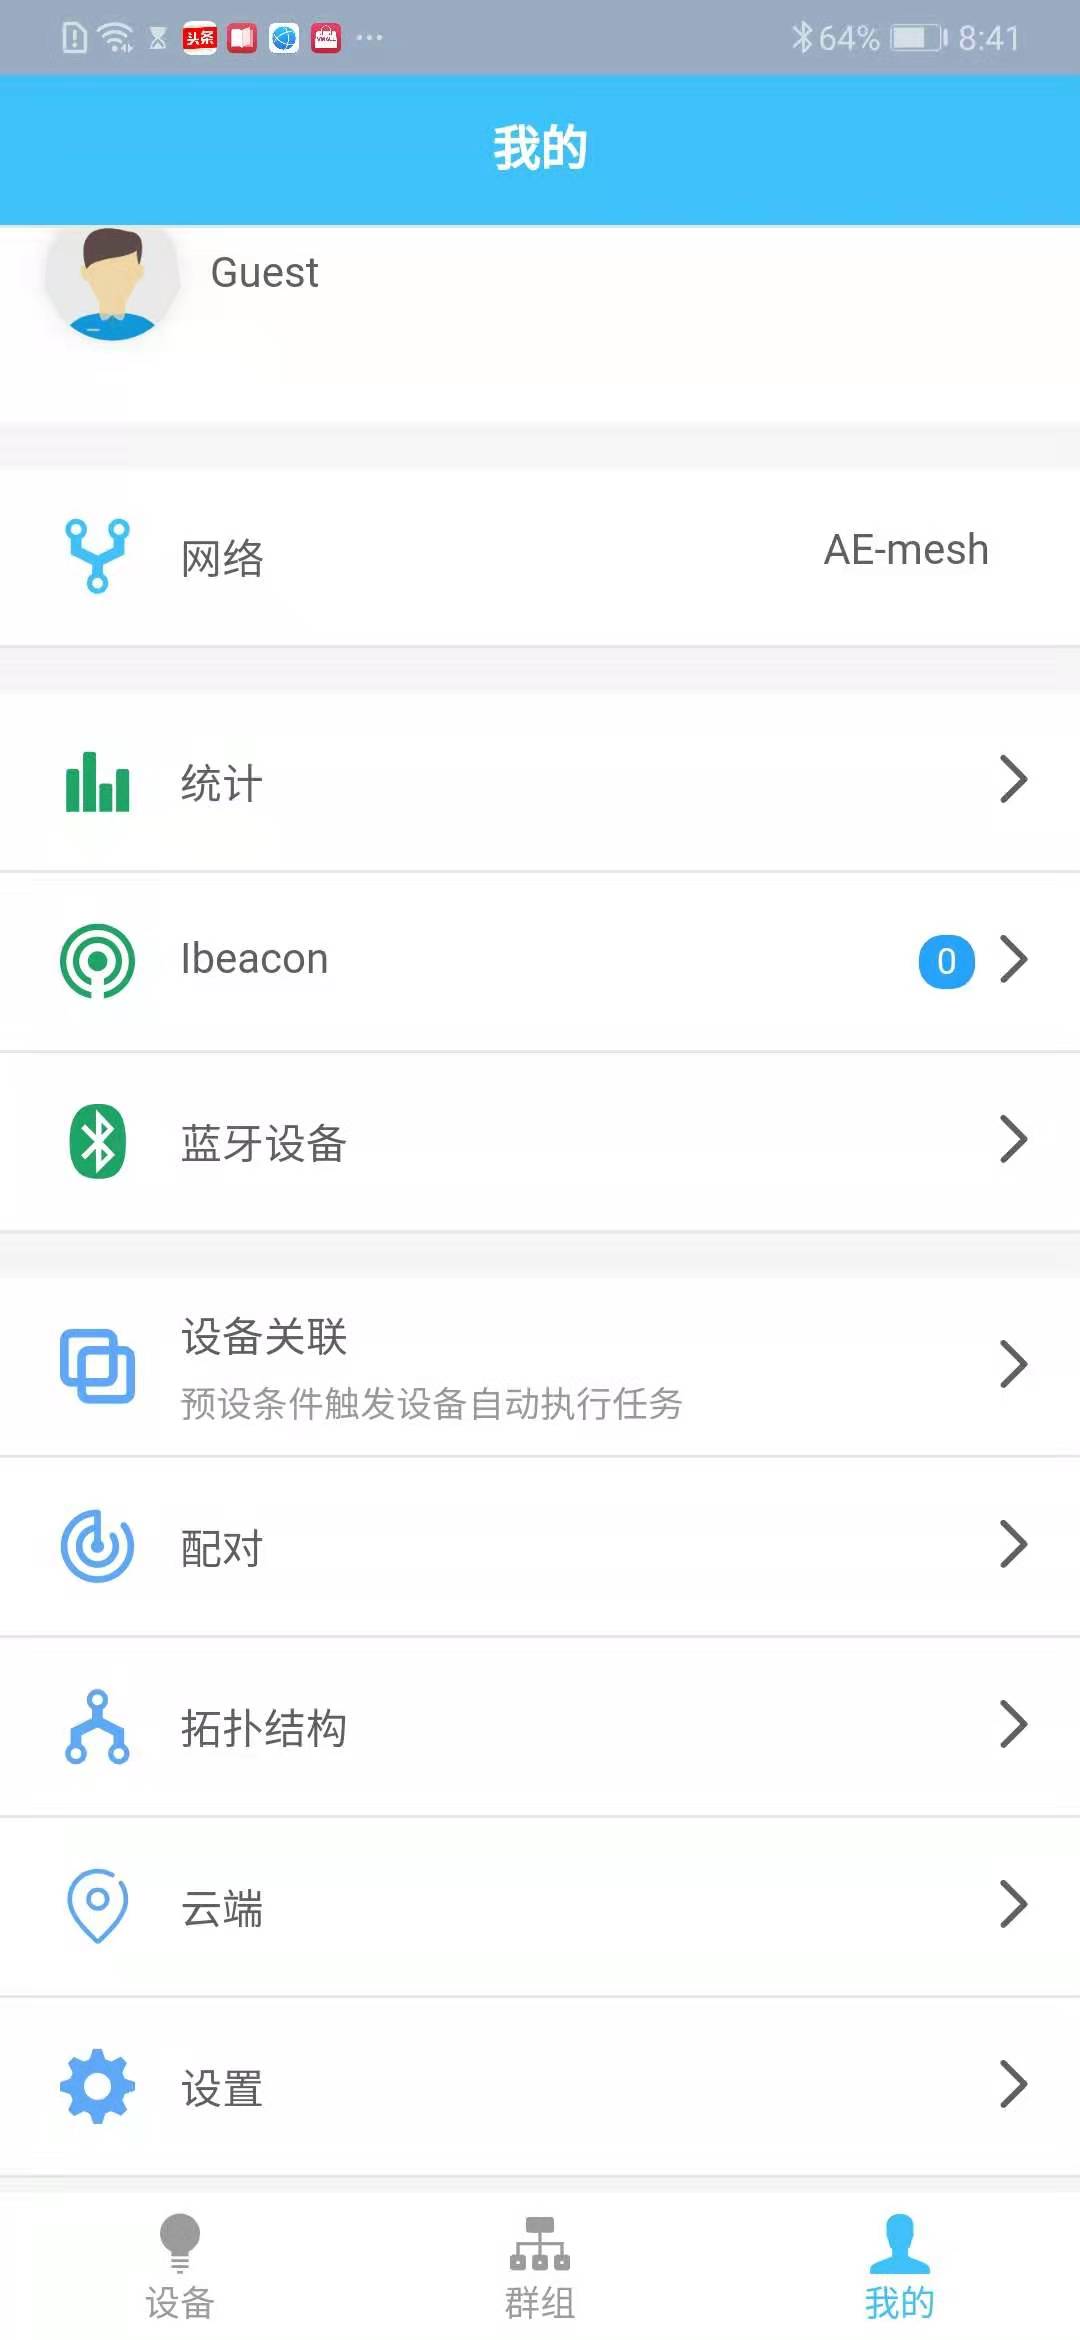 头条
64%
8:41
我的
Guest
网络
AE-mesh
统计
Ibeacon
0
蓝牙设备
设备关联
预设条件触发设备自动执行任务
配对
拓扑结构
云端
设置
设备
群组
我的